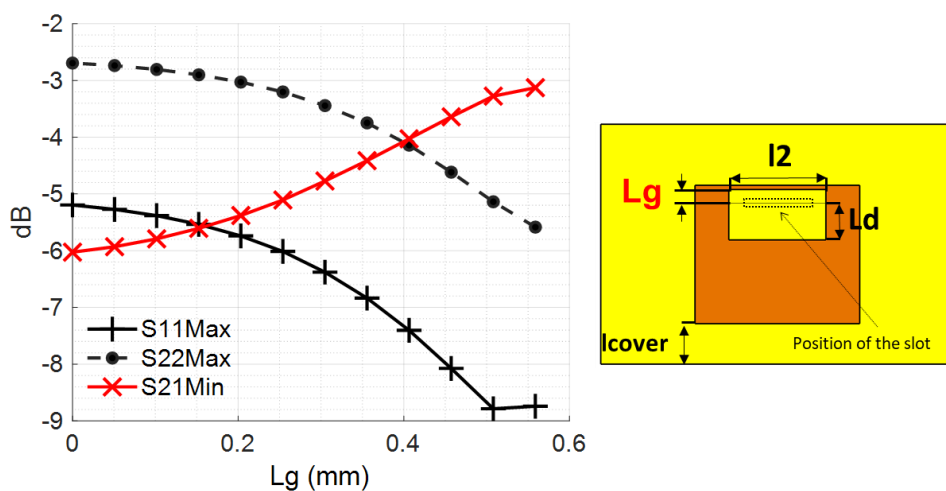 -2
-3
-4
-5
-6
-7
-8
-9
dB
0
0.2
0.4
0.6
Lg (mm)
S11Max
S22Max
S21Min
l2
Lg
Ld
lcover
Position of the slot